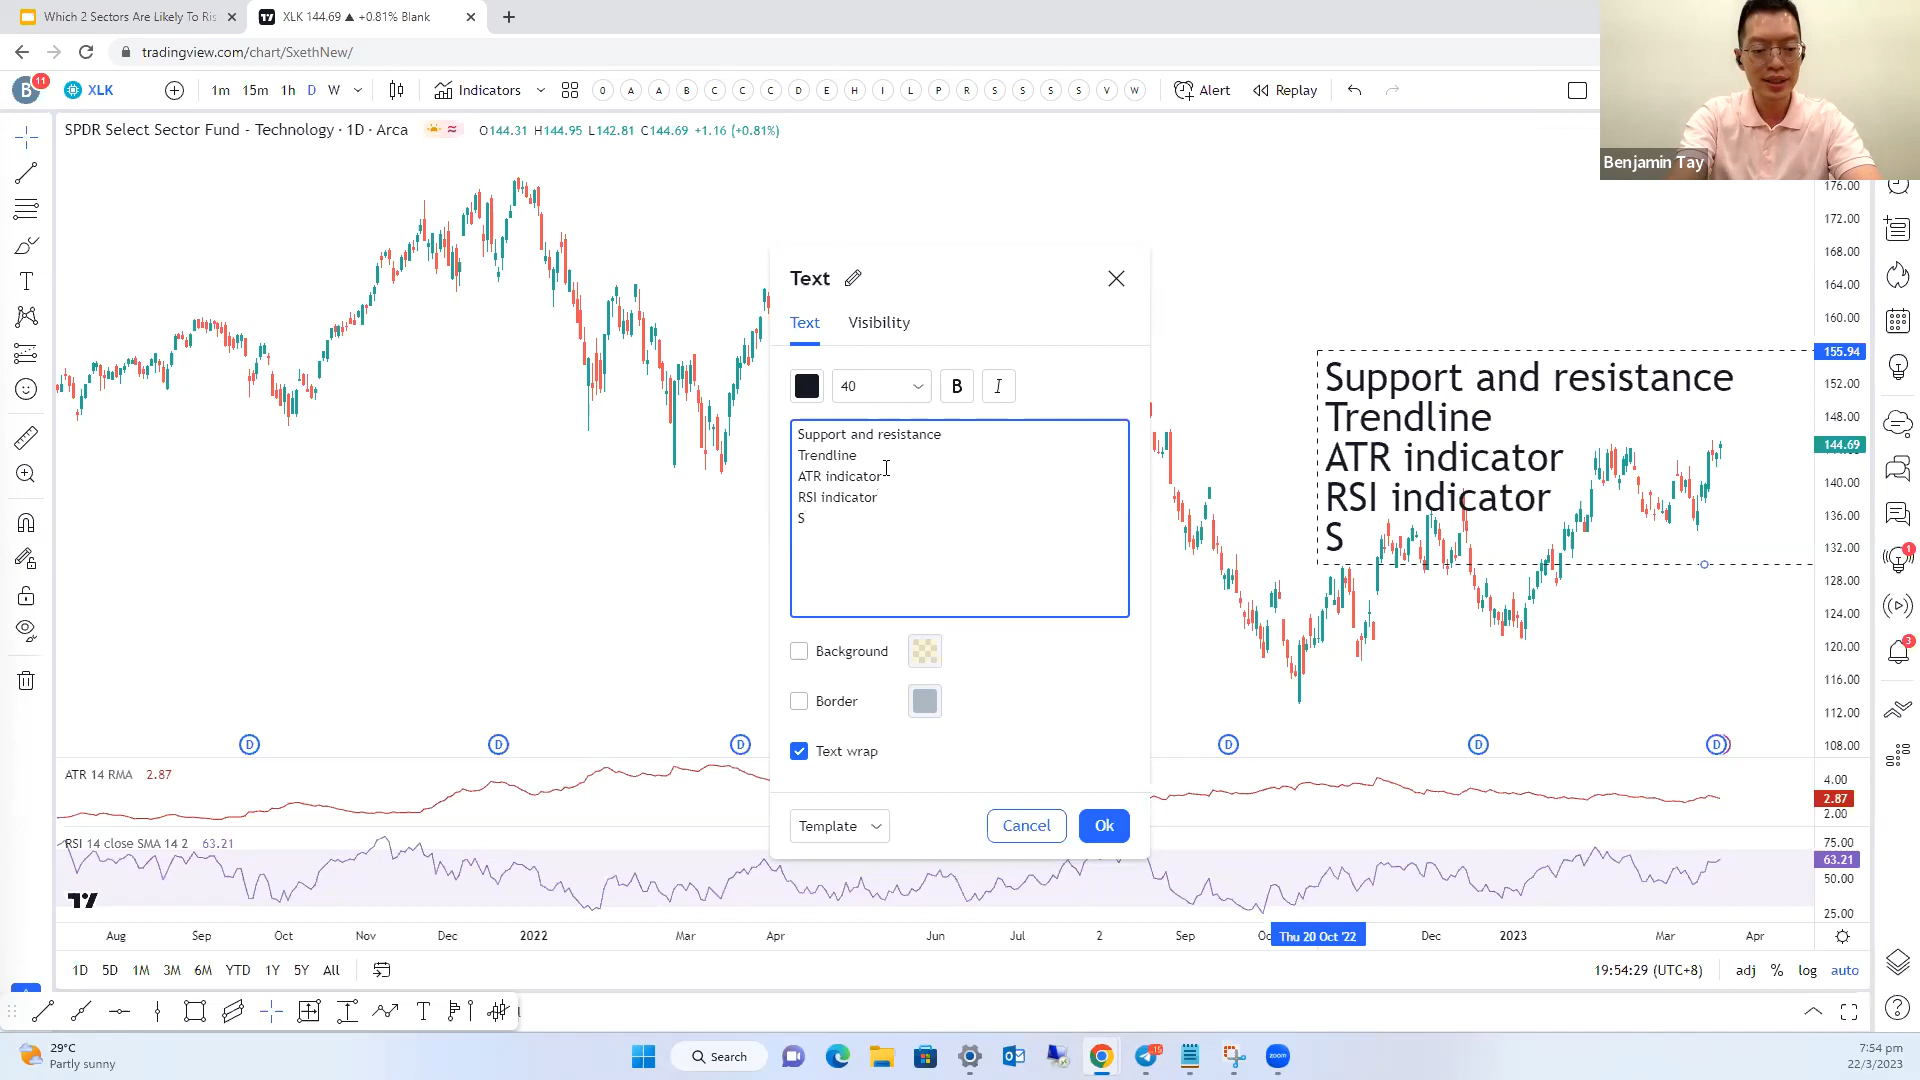 Which 2 Sectors Are Likely To Ris
XLK 144.69 ▲ +0.81% Blank
tradingview.com/chart/SxethNew/
B 11 XLK 1m 15m 1h D W Indicators O A A B C C C D E H I L P R S S S S V W Alert Replay
SPDR Select Sector Fund - Technology · 1D · Arca O144.31 H144.95 L142.81 C144.69 +1.16 (+0.81%)
Benjamin Tay
176.00
172.00
168.00
164.00
160.00
155.94
152.00
148.00
144.69
140.00
136.00
132.00
128.00
124.00
120.00
116.00
112.00
108.00
Text
Text Visibility
40 B I
Support and resistance
Trendline
ATR indicator
RSI indicator
S
Background
Border
Text wrap
Template Cancel Ok
Support and resistance
Trendline
ATR indicator
RSI indicator
S
D D D D D D
ATR 14 RMA 2.87
4.00
2.87
2.00
RSI 14 close SMA 14 2 63.21
75.00
63.21
50.00
25.00
Aug Sep Oct Nov Dec 2022 Mar Apr Jun Jul 2 Sep Thu 20 Oct '22 Dec 2023 Mar Apr
1D 5D 1M 3M 6M YTD 1Y 5Y All 19:54:29 (UTC+8) adj % log auto
1
3
29°C
Partly sunny
Search
15
zoom
7:54 pm
22/3/2023